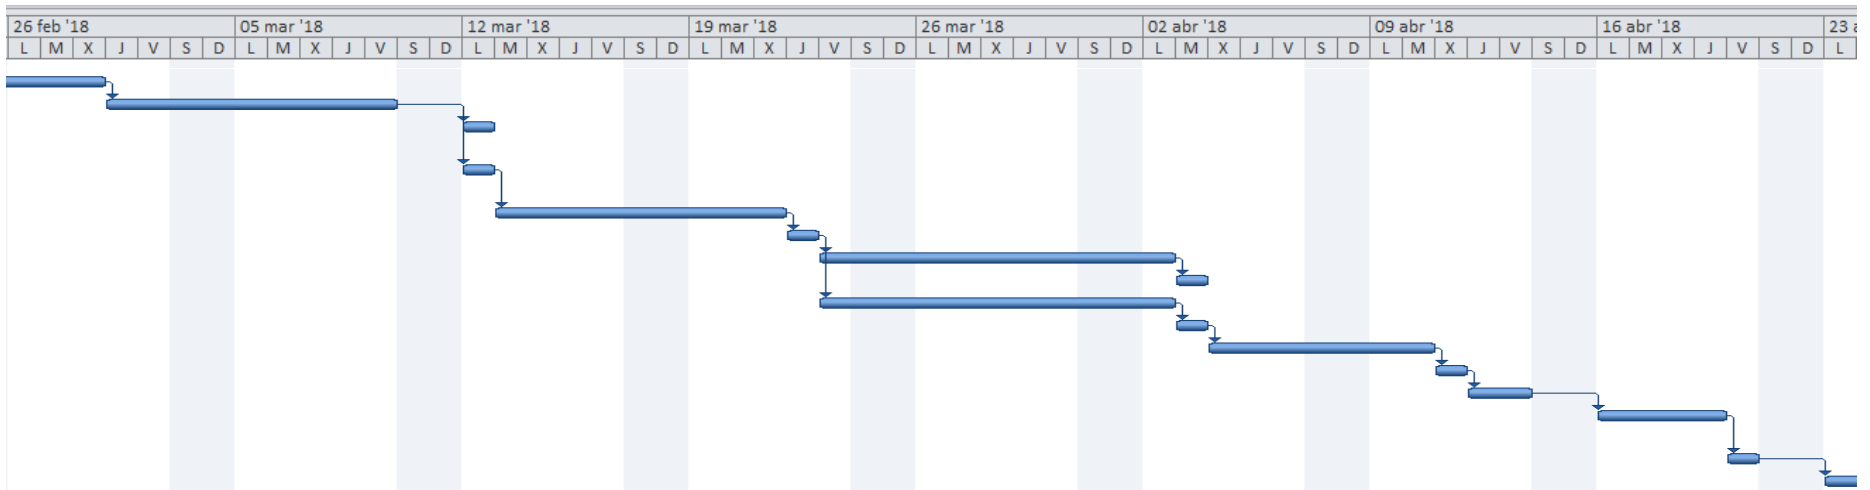 26 feb '18 05 mar '18 12 mar '18 19 mar '18 26 mar '18 02 abr '18 09 abr '18 16 abr '18 23 a
L M X J V S D L M X J V S D L M X J V S D L M X J V S D L M X J V S D L M X J V S D L M X J V S D L M X J V S D L